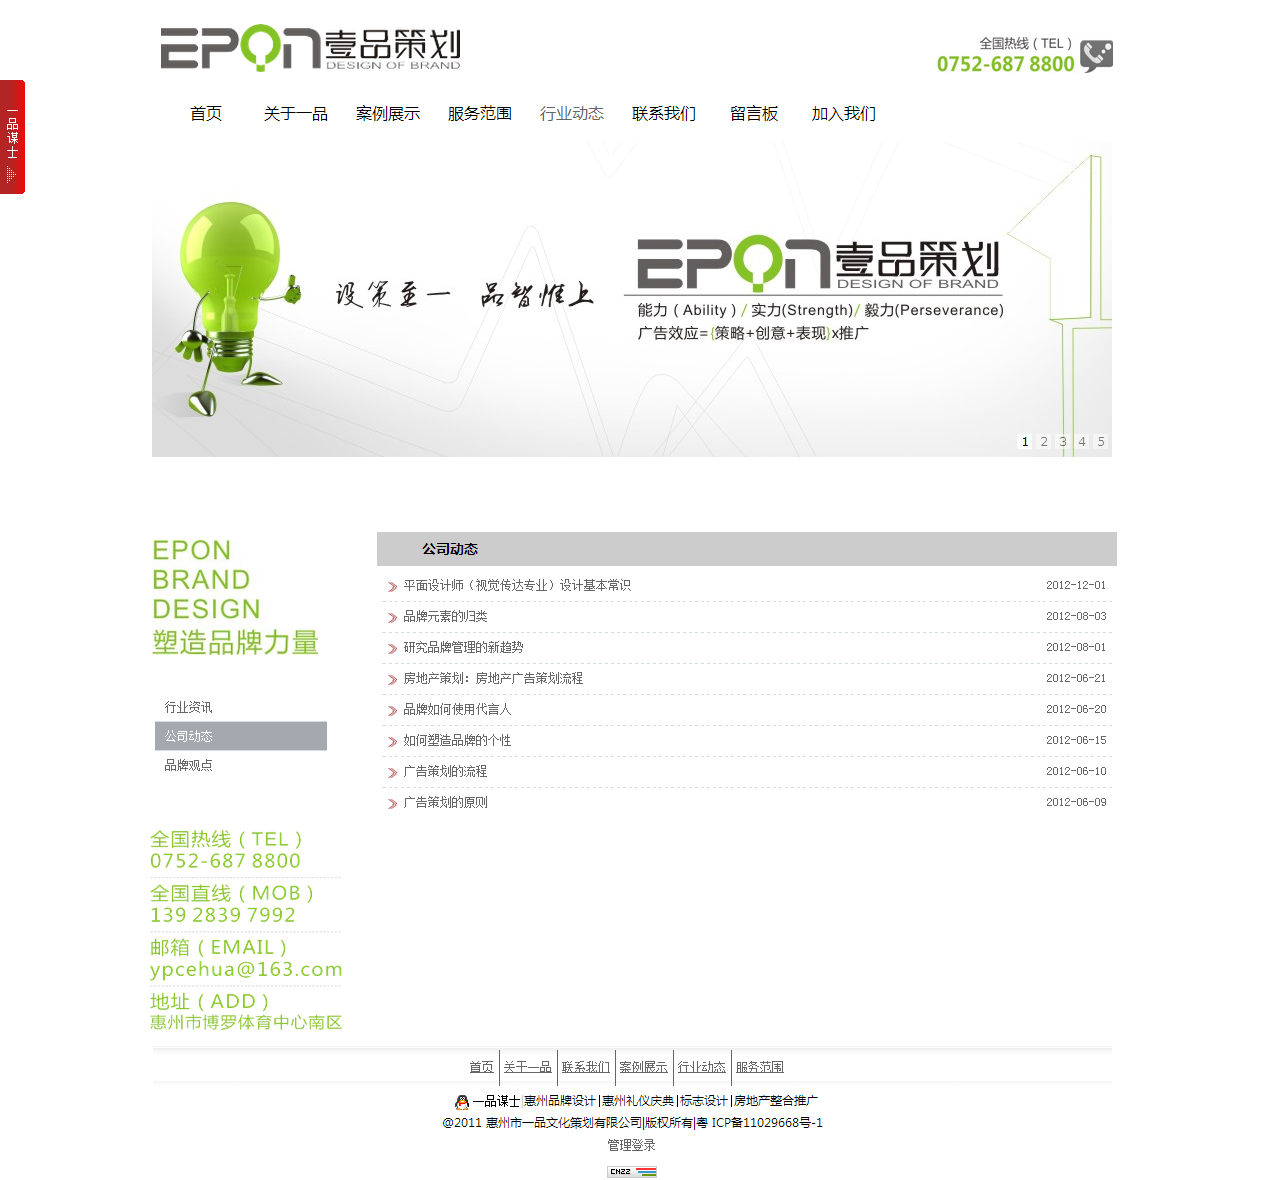 EPON壹品策划
DESIGN OF BRAND
全国热线（TEL）
0752-687 8800
首页 关于一品 案例展示 服务范围 行业动态 联系我们 留言板 加入我们
一品谋士
设策至一 品智惟上
EPON壹品策划
DESIGN OF BRAND
能力（Ability）/ 实力(Strength)/ 毅力(Perseverance)
广告效应={策略+创意+表现}x推广
1 2 3 4 5
EPON
BRAND
DESIGN
塑造品牌力量
行业资讯
公司动态
品牌观点
全国热线（TEL）
0752-687 8800
全国直线（MOB）
139 2839 7992
邮箱（EMAIL）
ypcehua@163.com
地址（ADD）
惠州市博罗体育中心南区
公司动态
平面设计师（视觉传达专业）设计基本常识 2012-12-01
品牌元素的归类 2012-08-03
研究品牌管理的新趋势 2012-08-01
房地产策划：房地产广告策划流程 2012-06-21
品牌如何使用代言人 2012-06-20
如何塑造品牌的个性 2012-06-15
广告策划的流程 2012-06-10
广告策划的原则 2012-06-09
首页 关于一品 联系我们 案例展示 行业动态 服务范围
一品谋士|惠州品牌设计|惠州礼仪庆典|标志设计|房地产整合推广
@2011 惠州市一品文化策划有限公司|版权所有|粤 ICP备11029668号-1
管理登录
CNZZ